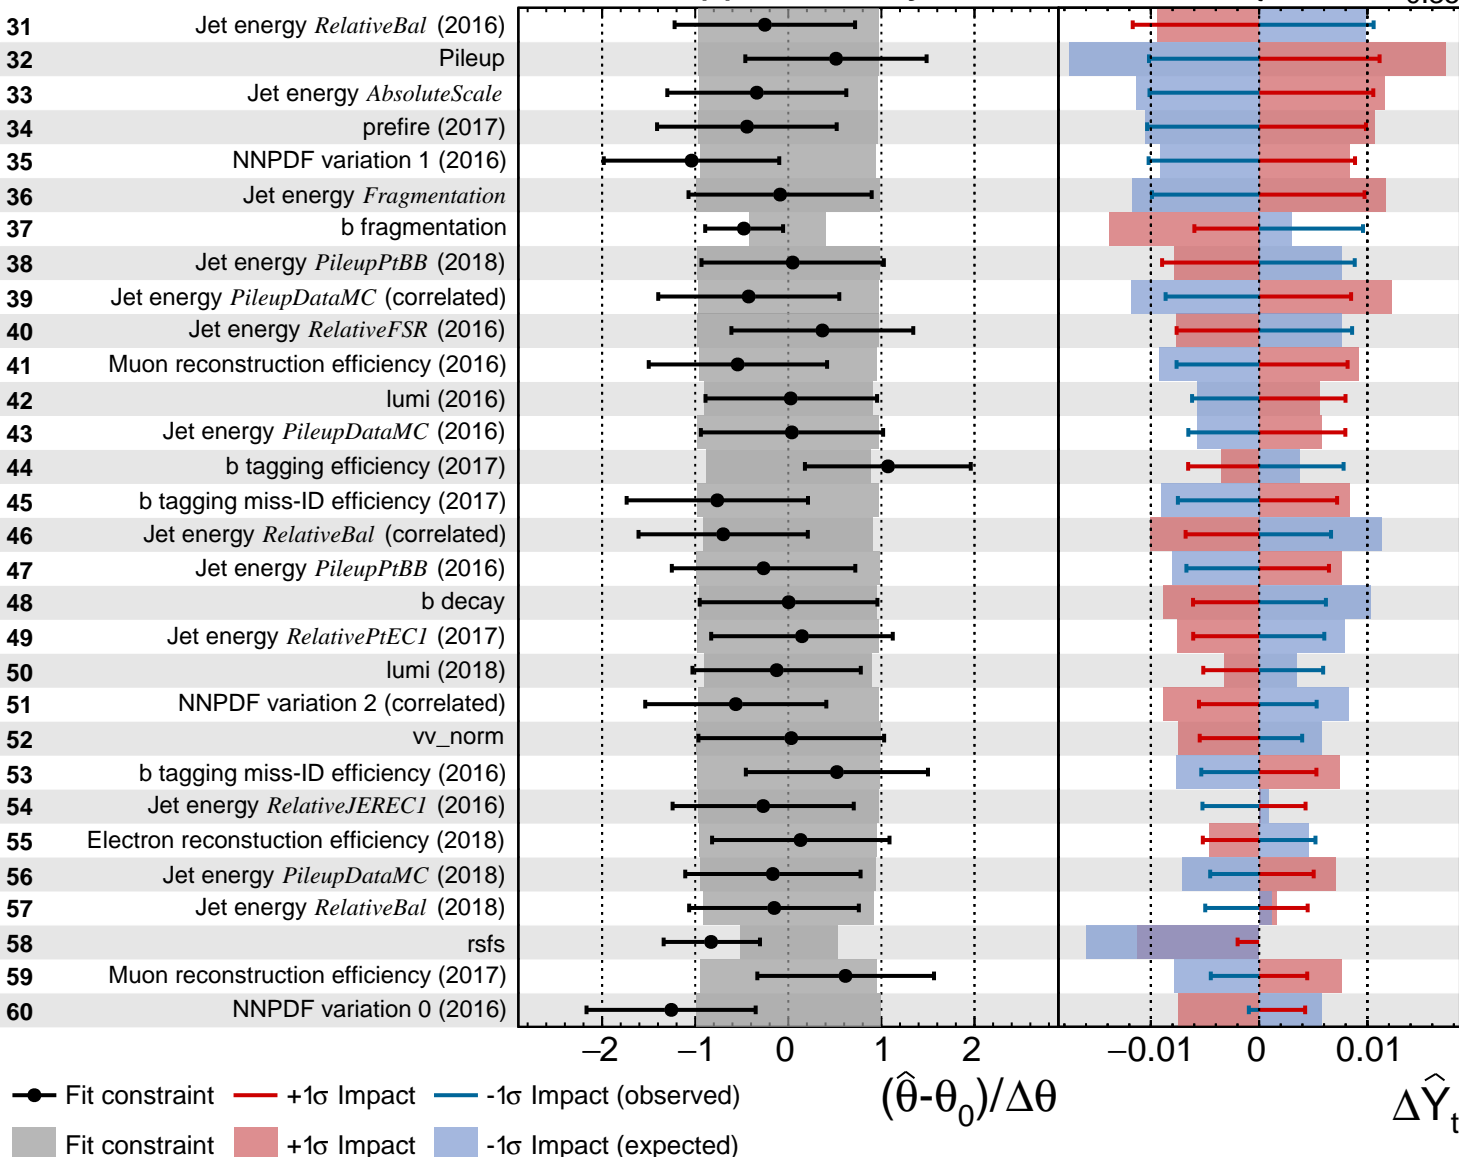 31 Jet energy RelativeBal (2016)
32 Pileup
33 Jet energy AbsoluteScale
34 prefire (2017)
35 NNPDF variation 1 (2016)
36 Jet energy Fragmentation
37 b fragmentation
38 Jet energy PileupPtBB (2018)
39 Jet energy PileupDataMC (correlated)
40 Jet energy RelativeFSR (2016)
41 Muon reconstruction efficiency (2016)
42 lumi (2016)
43 Jet energy PileupDataMC (2016)
44 b tagging efficiency (2017)
45 b tagging miss-ID efficiency (2017)
46 Jet energy RelativeBal (correlated)
47 Jet energy PileupPtBB (2016)
48 b decay
49 Jet energy RelativePtEC1 (2017)
50 lumi (2018)
51 NNPDF variation 2 (correlated)
52 vv_norm
53 b tagging miss-ID efficiency (2016)
54 Jet energy RelativeJEREC1 (2016)
55 Electron reconstuction efficiency (2018)
56 Jet energy PileupDataMC (2018)
57 Jet energy RelativeBal (2018)
58 rsfs
59 Muon reconstruction efficiency (2017)
60 NNPDF variation 0 (2016)
−2 −1 0 1 2 −0.01 0 0.01
(θ̂-θ₀)/Δθ ΔŶₜ
Fit constraint +1σ Impact -1σ Impact (observed)
Fit constraint +1σ Impact -1σ Impact (expected)